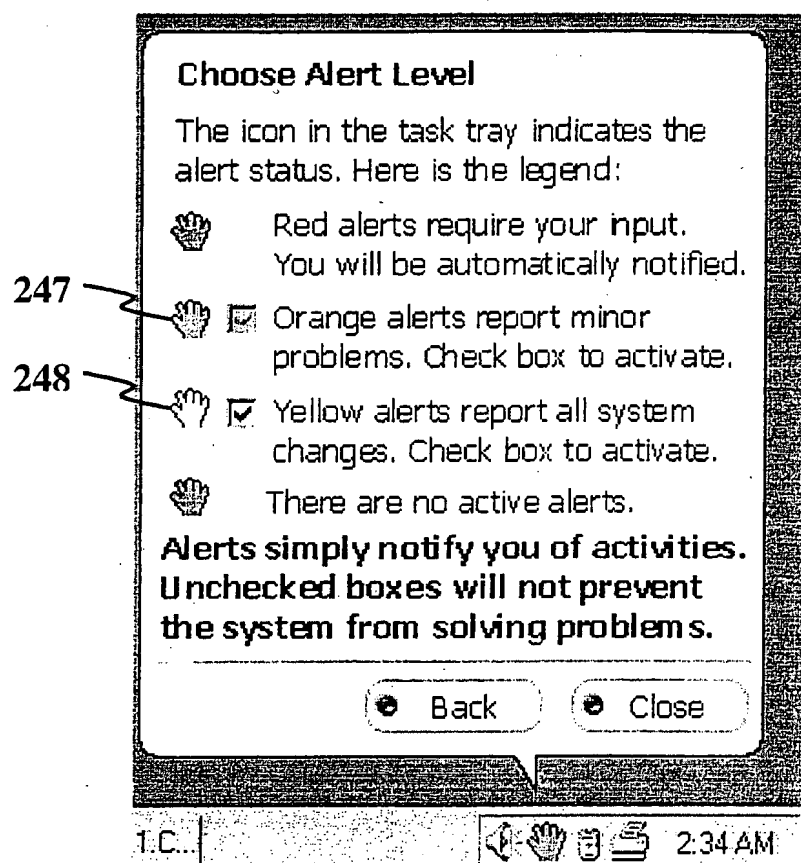 Choose Alert Level
The icon in the task tray indicates the
alert status. Here is the legend:
Red alerts require your input.
You will be automatically notified.
247
Orange alerts report minor
problems. Check box to activate.
248
Yellow alerts report all system
changes. Check box to activate.
There are no active alerts.
Alerts simply notify you of activities.
Unchecked boxes will not prevent
the system from solving problems.
Back Close
1.C... 2:34 AM